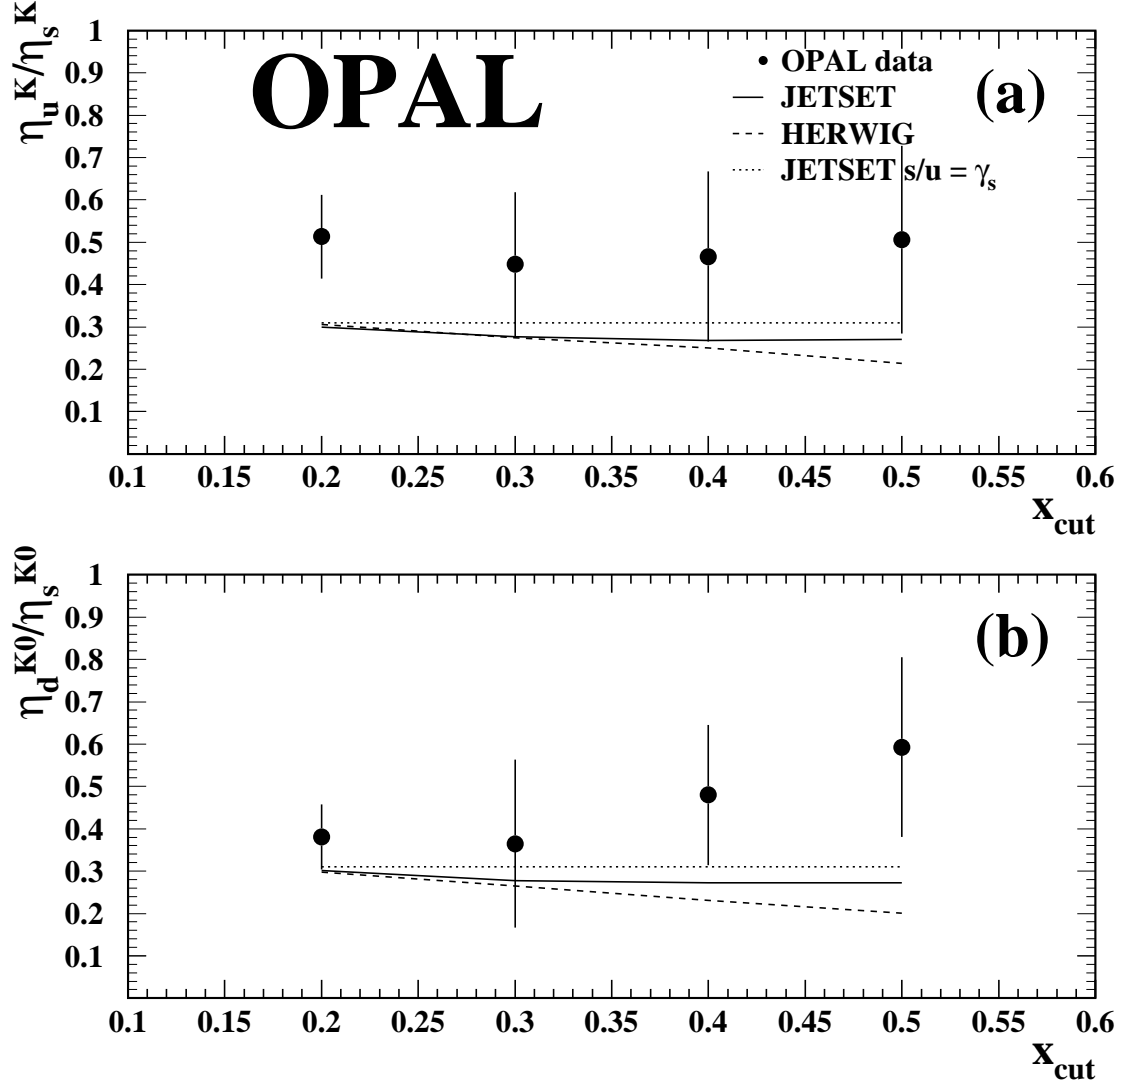 η_u^K/η_s^K
OPAL
OPAL data
JETSET
HERWIG
JETSET s/u = γ_s
(a)
1
0.9
0.8
0.7
0.6
0.5
0.4
0.3
0.2
0.1
0.1 0.15 0.2 0.25 0.3 0.35 0.4 0.45 0.5 0.55 0.6
x_cut
η_d^K0/η_s^K0
(b)
1
0.9
0.8
0.7
0.6
0.5
0.4
0.3
0.2
0.1
0.1 0.15 0.2 0.25 0.3 0.35 0.4 0.45 0.5 0.55 0.6
x_cut